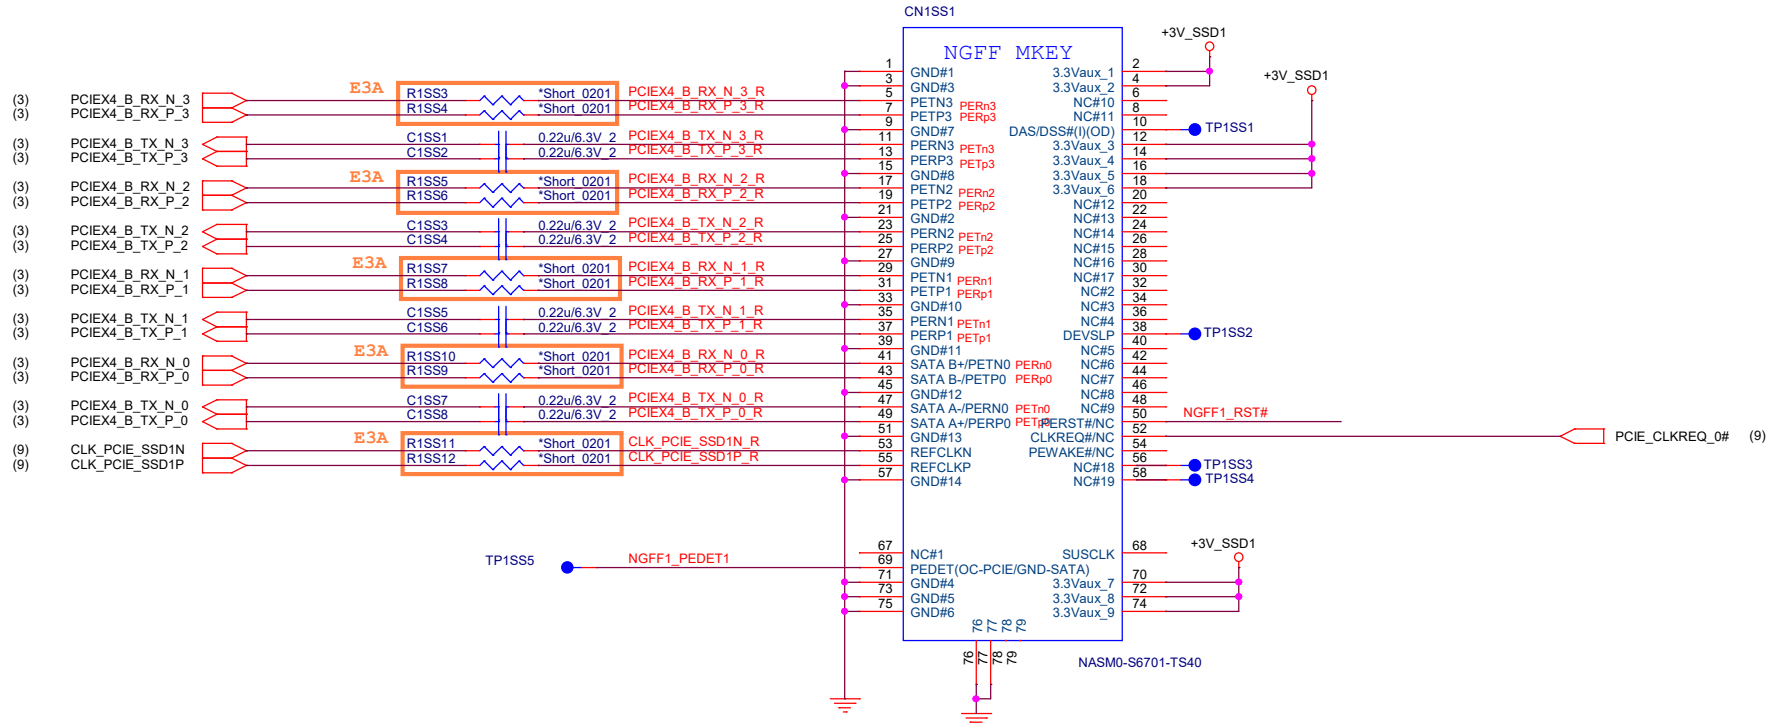 CN1SS1
NGFF MKEY
+3V_SSD1
+3V_SSD1
1 GND#1 3.3Vaux_1 2
3 GND#3 3.3Vaux_2 4
E3A
(3) PCIEX4_B_RX_N_3 R1SS3 *Short_0201 PCIEX4_B_RX_N_3_R 5 PETN3 PERn3 NC#10 6
(3) PCIEX4_B_RX_P_3 R1SS4 *Short_0201 PCIEX4_B_RX_P_3_R 7 PETP3 PERp3 NC#11 8
9 GND#7 DAS/DSS#(I)(OD) 10 TP1SS1
(3) PCIEX4_B_TX_N_3 C1SS1 0.22u/6.3V_2 PCIEX4_B_TX_N_3_R 11 PERN3 PETn3 3.3Vaux_3 12
(3) PCIEX4_B_TX_P_3 C1SS2 0.22u/6.3V_2 PCIEX4_B_TX_P_3_R 13 PERP3 PETp3 3.3Vaux_4 14
15 GND#8 3.3Vaux_5 16
E3A
(3) PCIEX4_B_RX_N_2 R1SS5 *Short_0201 PCIEX4_B_RX_N_2_R 17 PETN2 PERn2 3.3Vaux_6 18
(3) PCIEX4_B_RX_P_2 R1SS6 *Short_0201 PCIEX4_B_RX_P_2_R 19 PETP2 PERp2 NC#12 20
21 GND#2 NC#13 22
(3) PCIEX4_B_TX_N_2 C1SS3 0.22u/6.3V_2 PCIEX4_B_TX_N_2_R 23 PERN2 PETn2 NC#14 24
(3) PCIEX4_B_TX_P_2 C1SS4 0.22u/6.3V_2 PCIEX4_B_TX_P_2_R 25 PERP2 PETp2 NC#15 26
27 GND#9 NC#16 28
E3A
(3) PCIEX4_B_RX_N_1 R1SS7 *Short_0201 PCIEX4_B_RX_N_1_R 29 PETN1 PERn1 NC#17 30
(3) PCIEX4_B_RX_P_1 R1SS8 *Short_0201 PCIEX4_B_RX_P_1_R 31 PETP1 PERp1 NC#2 32
33 GND#10 NC#3 34
(3) PCIEX4_B_TX_N_1 C1SS5 0.22u/6.3V_2 PCIEX4_B_TX_N_1_R 35 PERN1 PETn1 NC#4 36
(3) PCIEX4_B_TX_P_1 C1SS6 0.22u/6.3V_2 PCIEX4_B_TX_P_1_R 37 PERP1 PETp1 DEVSLP 38 TP1SS2
39 GND#11 NC#5 40
E3A
(3) PCIEX4_B_RX_N_0 R1SS10 *Short_0201 PCIEX4_B_RX_N_0_R 41 SATA B+/PETN0 PERn0 NC#6 42
(3) PCIEX4_B_RX_P_0 R1SS9 *Short_0201 PCIEX4_B_RX_P_0_R 43 SATA B-/PETP0 PERp0 NC#7 44
45 GND#12 NC#8 46
(3) PCIEX4_B_TX_N_0 C1SS7 0.22u/6.3V_2 PCIEX4_B_TX_N_0_R 47 SATA A-/PERN0 PETn0 NC#9 48
(3) PCIEX4_B_TX_P_0 C1SS8 0.22u/6.3V_2 PCIEX4_B_TX_P_0_R 49 SATA A+/PERP0 PETp0 PERST#/NC 50 NGFF1_RST#
51 GND#13 CLKREQ#/NC 52 PCIE_CLKREQ_0# (9)
E3A
(9) CLK_PCIE_SSD1N R1SS11 *Short_0201 CLK_PCIE_SSD1N_R 53 REFCLKN PEWAKE#/NC 54
(9) CLK_PCIE_SSD1P R1SS12 *Short_0201 CLK_PCIE_SSD1P_R 55 REFCLKP NC#18 56 TP1SS3
57 GND#14 NC#19 58 TP1SS4
+3V_SSD1
67 NC#1 SUSCLK 68
TP1SS5 NGFF1_PEDET1 69 PEDET(OC-PCIE/GND-SATA)
71 GND#4 3.3Vaux_7 70
73 GND#5 3.3Vaux_8 72
75 GND#6 3.3Vaux_9 74
76 77 78 79
76 77 78 79
NASM0-S6701-TS40